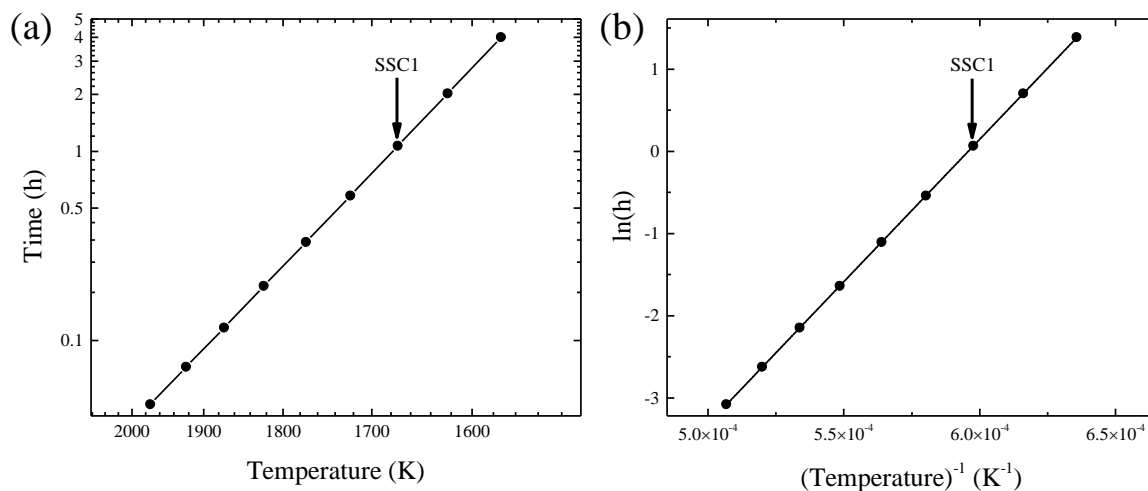 (a)
5
4
3
2
1
0.5
0.1
Time (h)
SSC1
2000
1900
1800
1700
1600
Temperature (K)
(b)
1
0
-1
-2
-3
ln(h)
SSC1
5.0×10⁻⁴
5.5×10⁻⁴
6.0×10⁻⁴
6.5×10⁻⁴
(Temperature)⁻¹ (K⁻¹)